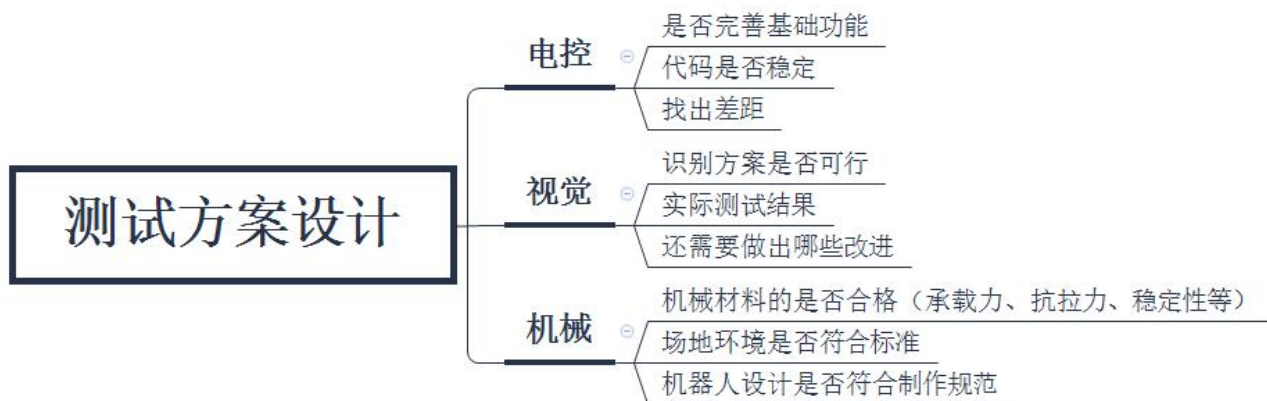 测试方案设计
电控
是否完善基础功能
代码是否稳定
找出差距
视觉
识别方案是否可行
实际测试结果
还需要做出哪些改进
机械
机械材料的是否合格（承载力、抗拉力、稳定性等）
场地环境是否符合标准
机器人设计是否符合制作规范